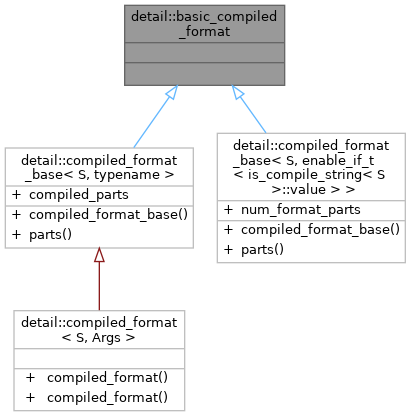 detail::basic_compiled
_format
detail::compiled_format
_base< S, typename >
+ compiled_parts
+ compiled_format_base()
+ parts()
detail::compiled_format
_base< S, enable_if_t
< is_compile_string< S
>::value > >
+ num_format_parts
+ compiled_format_base()
+ parts()
detail::compiled_format
< S, Args >
+ compiled_format()
+ compiled_format()